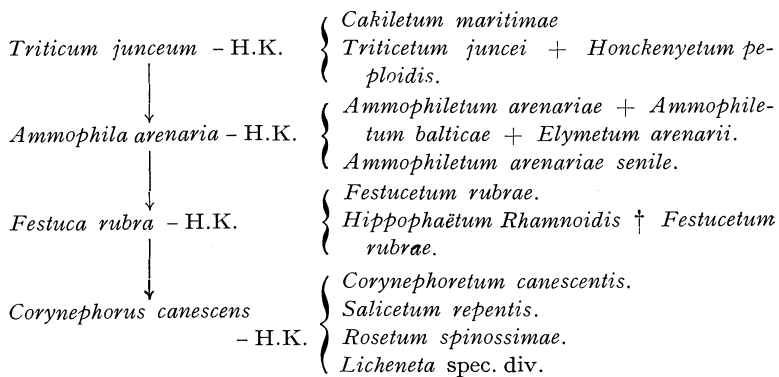 Cakiletum maritimae
Triticum junceum – H.K.
Triticetum juncei + Honckenyetum pe-
ploidis.
Ammophiletum arenariae + Ammophile-
Ammophila arenaria – H.K.
tum balticae + Elymetum arenarii.
Ammophiletum arenariae senile.
Festucetum rubrae.
Festuca rubra – H.K.
Hippophaëtum Rhamnoidis † Festucetum
rubrae.
Corynephoretum canescentis.
Corynephorus canescens
Salicetum repentis.
– H.K.
Rosetum spinossimae.
Licheneta spec. div.